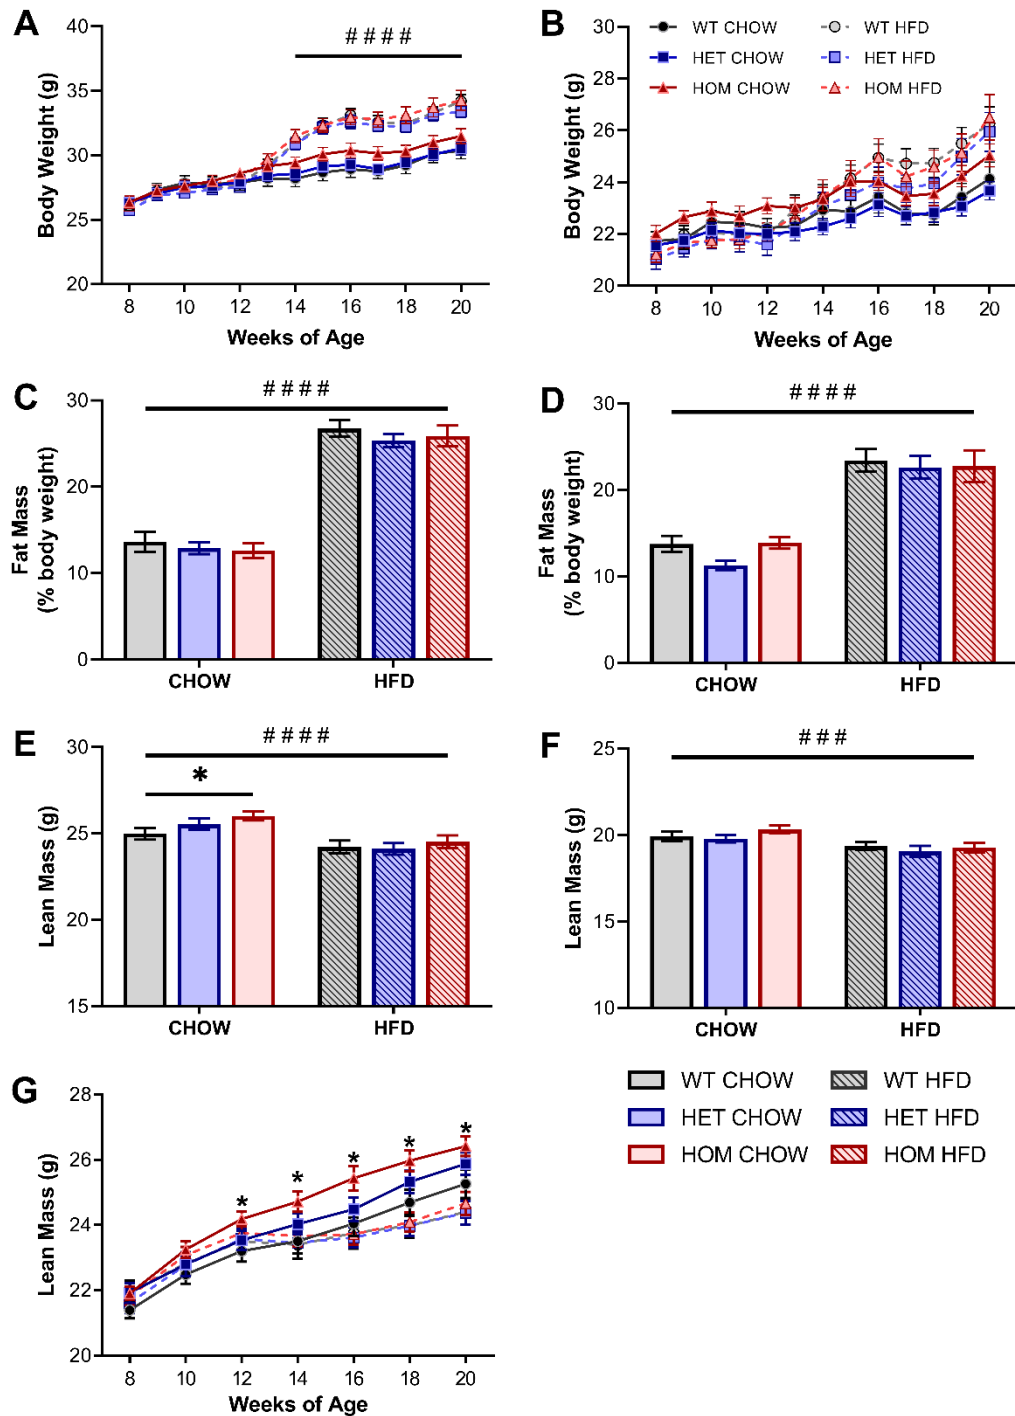 A
Body Weight (g)
40
35
30
25
20
# # # #
8 10 12 14 16 18 20
Weeks of Age
B
Body Weight (g)
30
28
26
24
22
20
WT CHOW
HET CHOW
HOM CHOW
WT HFD
HET HFD
HOM HFD
8 10 12 14 16 18 20
Weeks of Age
C
Fat Mass
(% body weight)
30
20
10
0
# # # #
CHOW HFD
D
Fat Mass
(% body weight)
30
20
10
0
# # # #
CHOW HFD
E
Lean Mass (g)
30
25
20
15
# # # #
*
CHOW HFD
F
Lean Mass (g)
25
20
15
10
# # #
CHOW HFD
G
Lean Mass (g)
28
26
24
22
20
* * * * *
8 10 12 14 16 18 20
Weeks of Age
WT CHOW
HET CHOW
HOM CHOW
WT HFD
HET HFD
HOM HFD